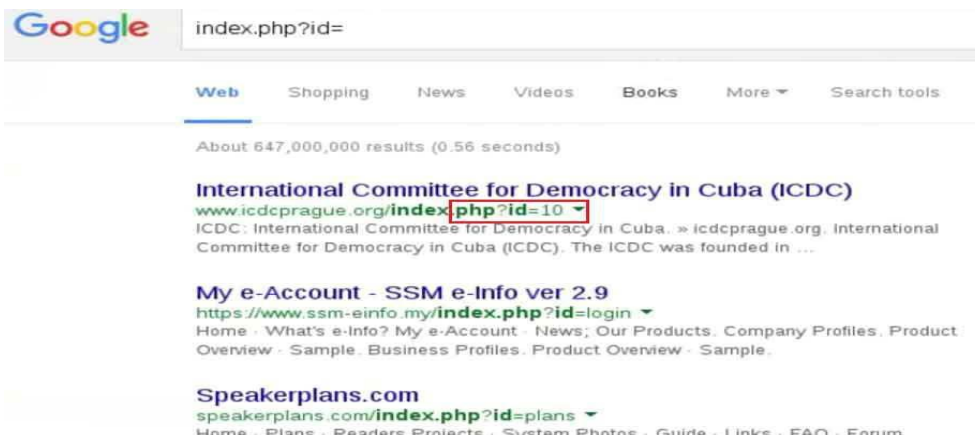 Google index.php?id=
Web Shopping News Videos Books More Search tools
About 647,000,000 results (0.56 seconds)
International Committee for Democracy in Cuba (ICDC)
www.icdcprague.org/index.php?id=10
ICDC: International Committee for Democracy in Cuba. » icdcprague.org. International
Committee for Democracy in Cuba (ICDC). The ICDC was founded in ...
My e-Account - SSM e-Info ver 2.9
https://www.ssm-einfo.my/index.php?id=login
Home · What's e-Info? My e-Account · News; Our Products. Company Profiles. Product
Overview · Sample. Business Profiles. Product Overview · Sample.
Speakerplans.com
speakerplans.com/index.php?id=plans
Home · Plans · Readers Projects · System Photos · Guide · Links · FAQ · Forum